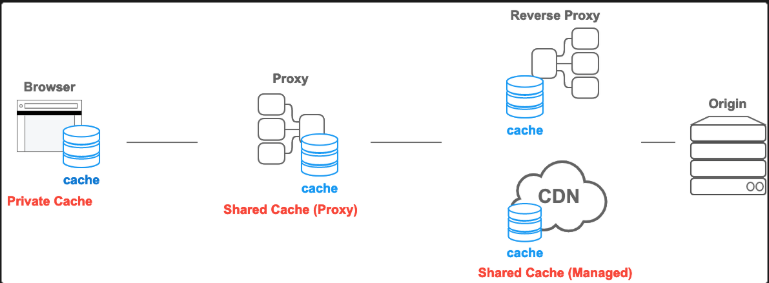 Browser
cache
Private Cache
Proxy
cache
Shared Cache (Proxy)
Reverse Proxy
cache
CDN
cache
Shared Cache (Managed)
Origin